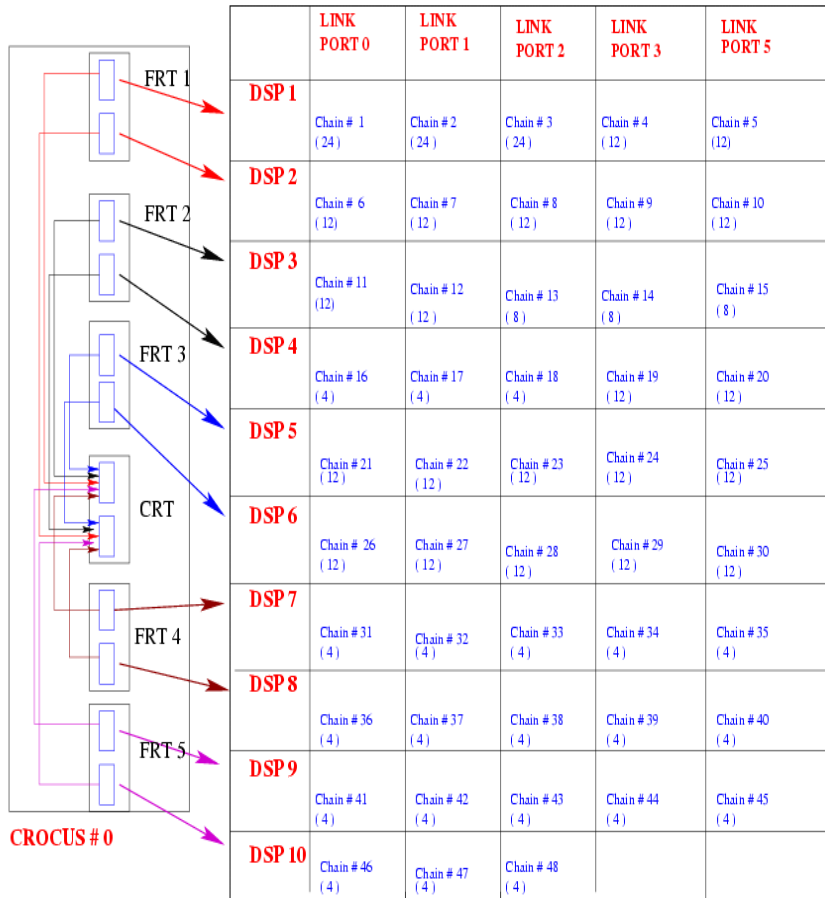 LINK PORT 0
LINK PORT 1
LINK PORT 2
LINK PORT 3
LINK PORT 5
FRT 1
FRT 2
FRT 3
CRT
FRT 4
FRT 5
CROCUS # 0
DSP 1
Chain # 1
(24 )
Chain # 2
(24 )
Chain # 3
(24 )
Chain # 4
(12 )
Chain # 5
(12)
DSP 2
Chain # 6
(12)
Chain # 7
(12 )
Chain # 8
(12 )
Chain # 9
(12 )
Chain # 10
(12 )
DSP 3
Chain # 11
(12)
Chain # 12
(12 )
Chain # 13
( 8 )
Chain # 14
( 8 )
Chain # 15
( 8 )
DSP 4
Chain # 16
( 4 )
Chain # 17
( 4 )
Chain # 18
( 4 )
Chain # 19
(12 )
Chain # 20
(12 )
DSP 5
Chain # 21
(12 )
Chain # 22
(12 )
Chain # 23
(12 )
Chain # 24
(12 )
Chain # 25
(12 )
DSP 6
Chain # 26
(12 )
Chain # 27
(12 )
Chain # 28
(12 )
Chain # 29
(12 )
Chain # 30
(12 )
DSP 7
Chain # 31
( 4 )
Chain # 32
( 4 )
Chain # 33
( 4 )
Chain # 34
( 4 )
Chain # 35
( 4 )
DSP 8
Chain # 36
( 4 )
Chain # 37
( 4 )
Chain # 38
( 4 )
Chain # 39
( 4 )
Chain # 40
( 4 )
DSP 9
Chain # 41
( 4 )
Chain # 42
( 4 )
Chain # 43
( 4 )
Chain # 44
( 4 )
Chain # 45
( 4 )
DSP 10
Chain # 46
( 4 )
Chain # 47
( 4 )
Chain # 48
( 4 )